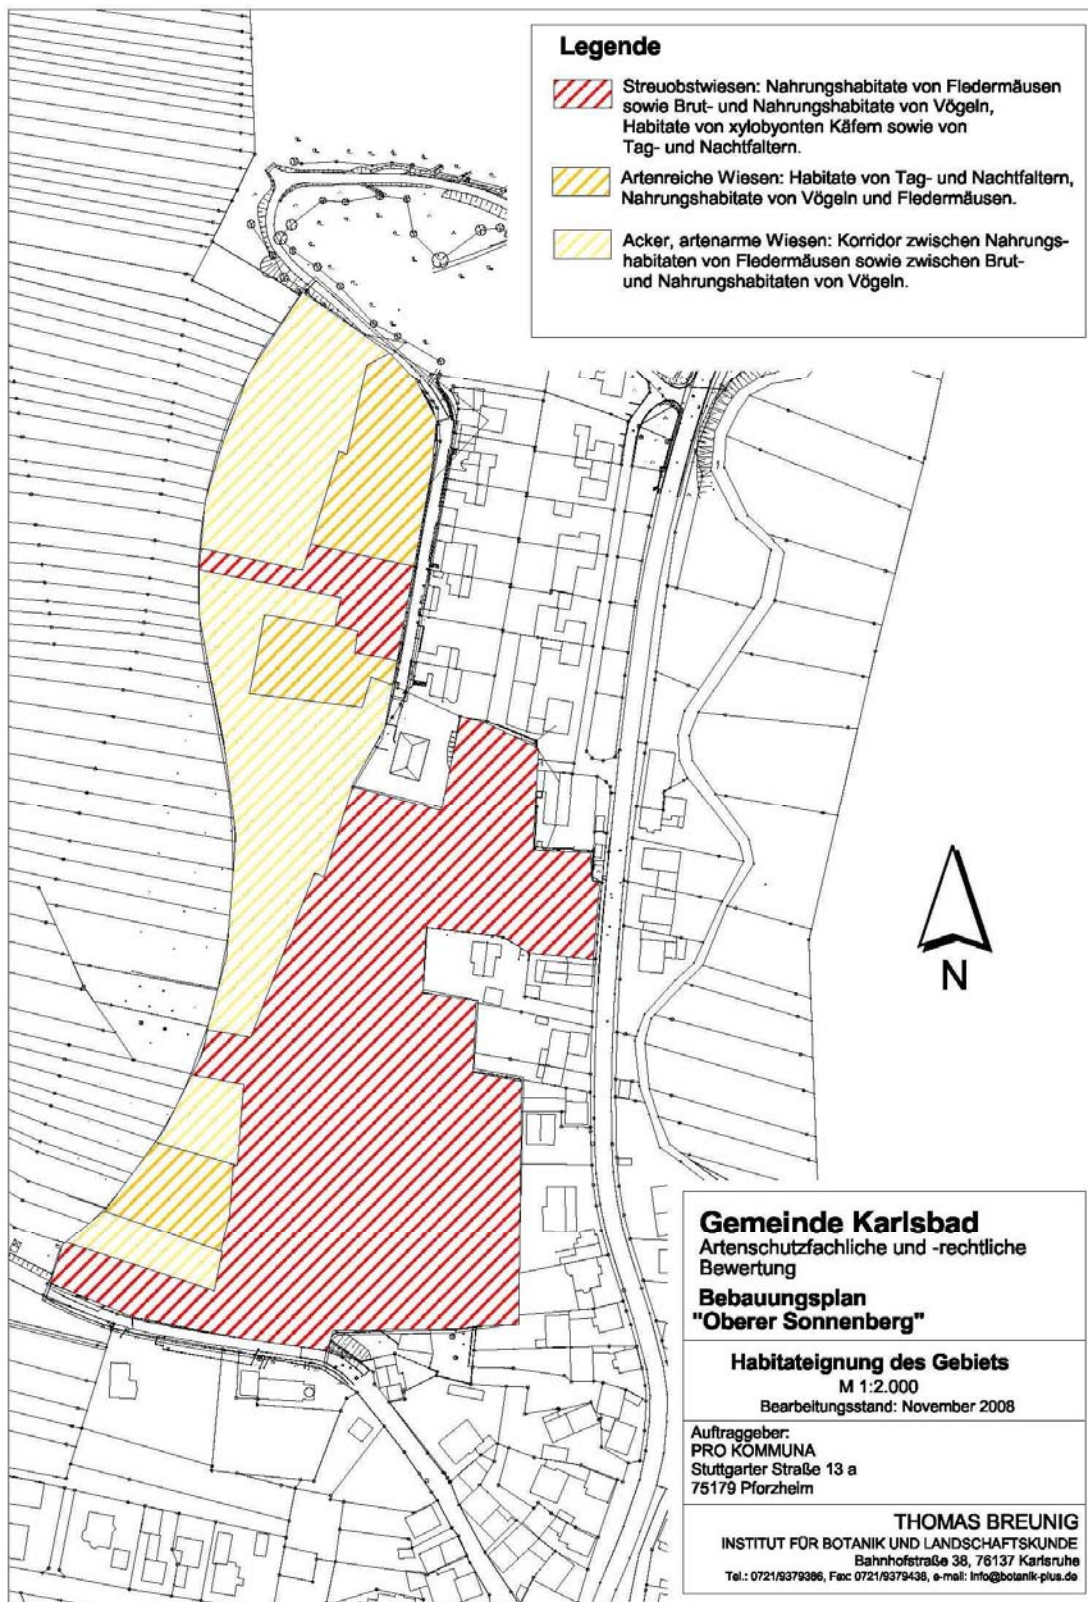 Legende
Streuobstwiesen: Nahrungshabitate von Fledermäusen
sowie Brut- und Nahrungshabitate von Vögeln,
Habitate von xylobyonten Käfern sowie von
Tag- und Nachtfaltern.
Artenreiche Wiesen: Habitate von Tag- und Nachtfaltern,
Nahrungshabitate von Vögeln und Fledermäusen.
Acker, artenarme Wiesen: Korridor zwischen Nahrungs-
habitaten von Fledermäusen sowie zwischen Brut-
und Nahrungshabitaten von Vögeln.
N
Gemeinde Karlsbad
Artenschutzfachliche und -rechtliche
Bewertung
Bebauungsplan
"Oberer Sonnenberg"
Habitateignung des Gebiets
M 1:2.000
Bearbeitungsstand: November 2008
Auftraggeber:
PRO KOMMUNA
Stuttgarter Straße 13 a
75179 Pforzheim
THOMAS BREUNIG
INSTITUT FÜR BOTANIK UND LANDSCHAFTSKUNDE
Bahnhofstraße 38, 76137 Karlsruhe
Tel.: 0721/9379386, Fax: 0721/9379438, e-mail: info@botanik-plus.de